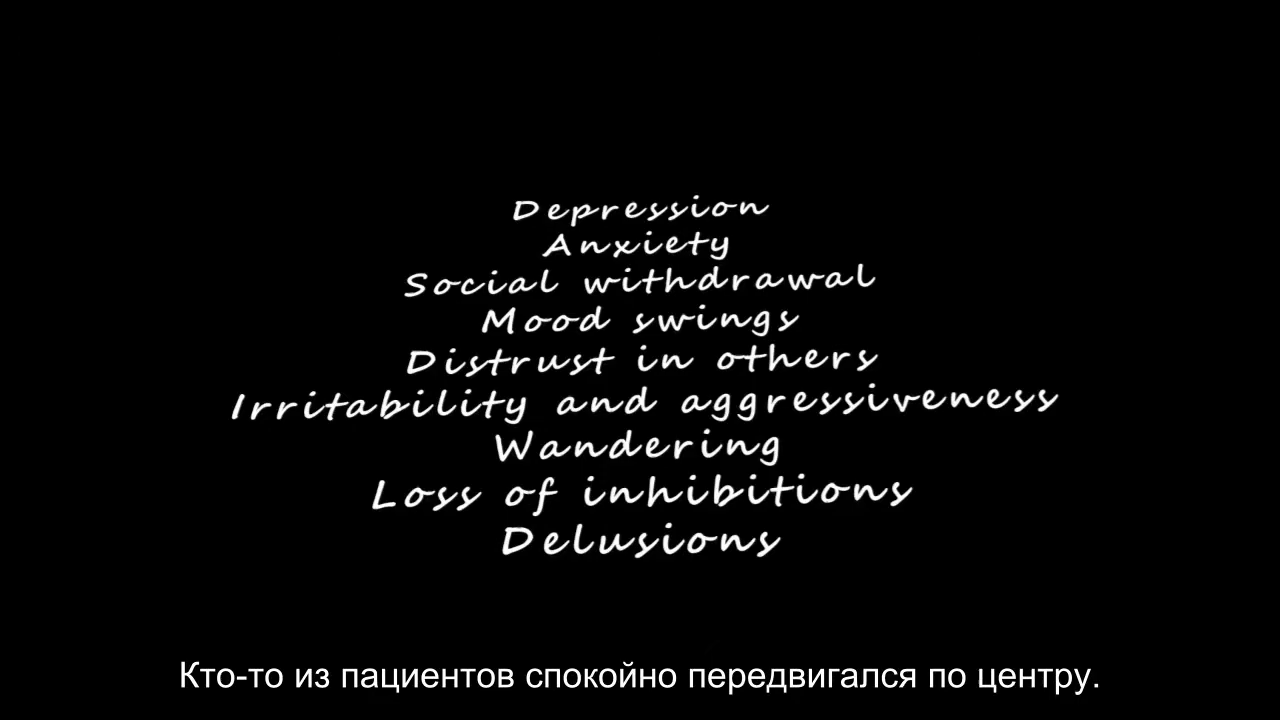 Depression
Anxiety
Social withdrawal
Mood swings
Distrust in others
Irritability and aggressiveness
Wandering
Loss of inhibitions
Delusions
Кто-то из пациентов спокойно передвигался по центру.